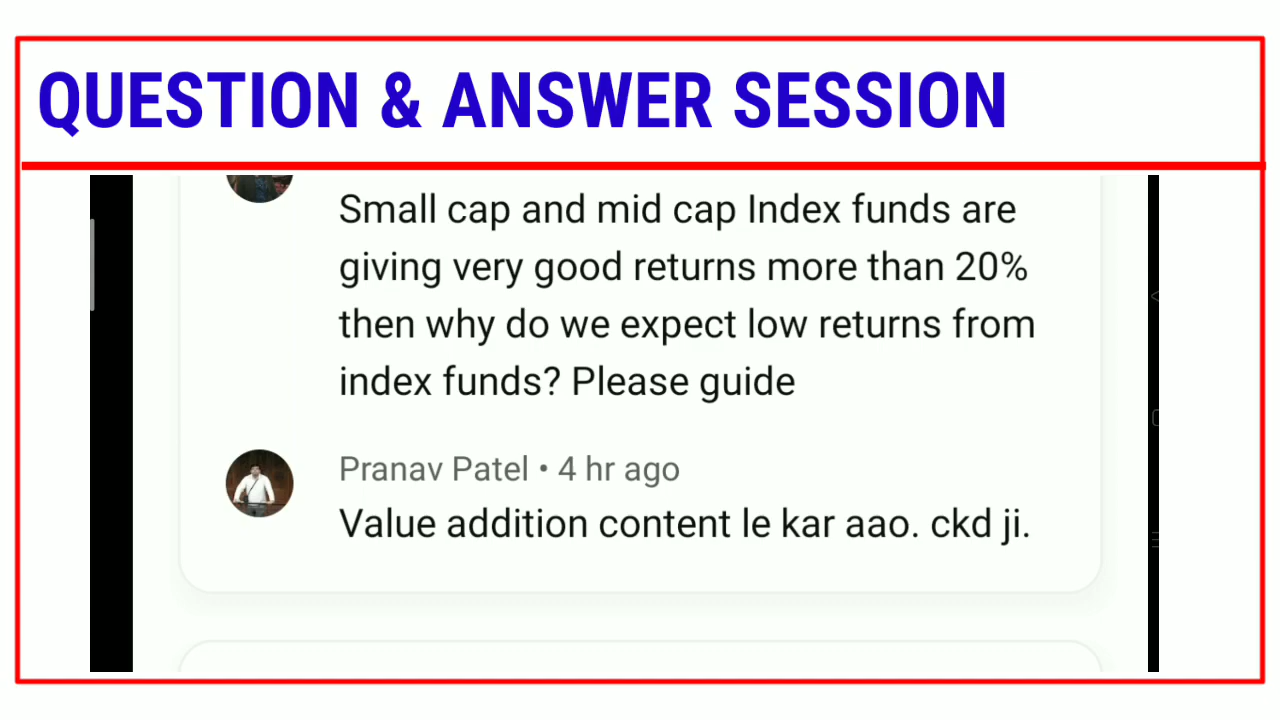 QUESTION & ANSWER SESSION
Small cap and mid cap Index funds are
giving very good returns more than 20%
then why do we expect low returns from
index funds? Please guide
Pranav Patel • 4 hr ago
Value addition content le kar aao. ckd ji.